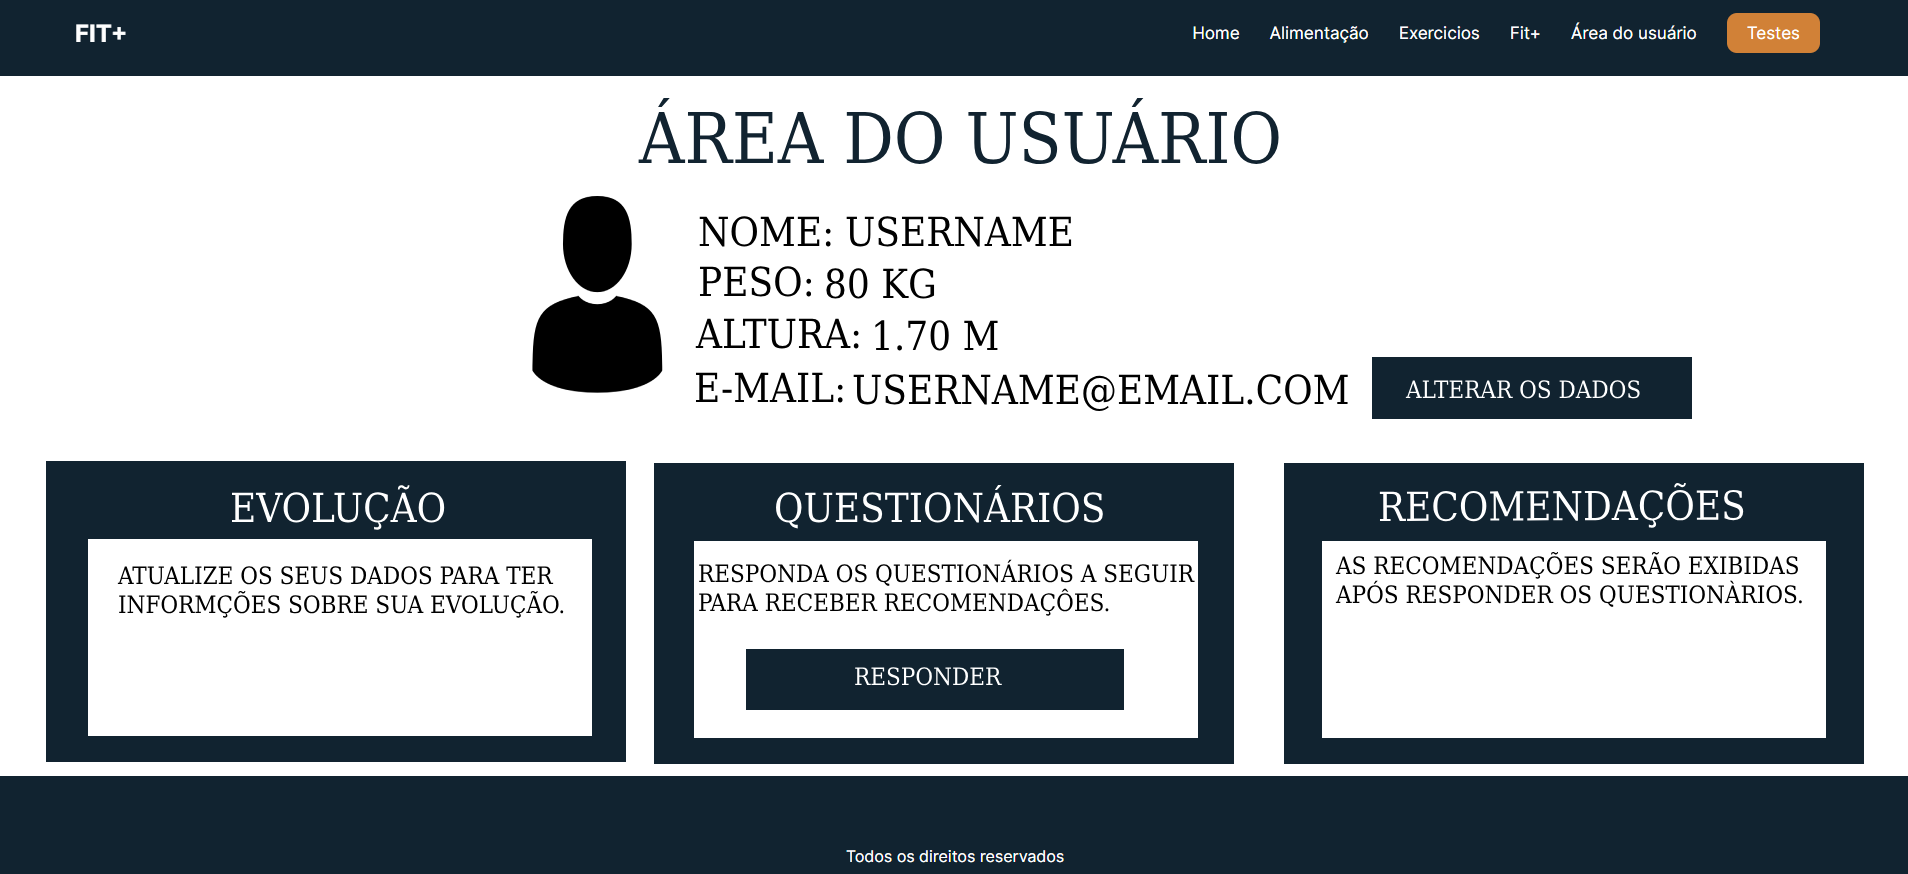 FIT+
Home Alimentação Exercicios Fit+ Área do usuário Testes
ÁREA DO USUÁRIO
NOME: USERNAME
PESO: 80 KG
ALTURA: 1.70 M
E-MAIL: USERNAME@EMAIL.COM
ALTERAR OS DADOS
EVOLUÇÃO
ATUALIZE OS SEUS DADOS PARA TER
INFORMÇÕES SOBRE SUA EVOLUÇÃO.
QUESTIONÁRIOS
RESPONDA OS QUESTIONÁRIOS A SEGUIR
PARA RECEBER RECOMENDAÇÔES.
RESPONDER
RECOMENDAÇÕES
AS RECOMENDAÇÕES SERÃO EXIBIDAS
APÓS RESPONDER OS QUESTIONÀRIOS.
Todos os direitos reservados